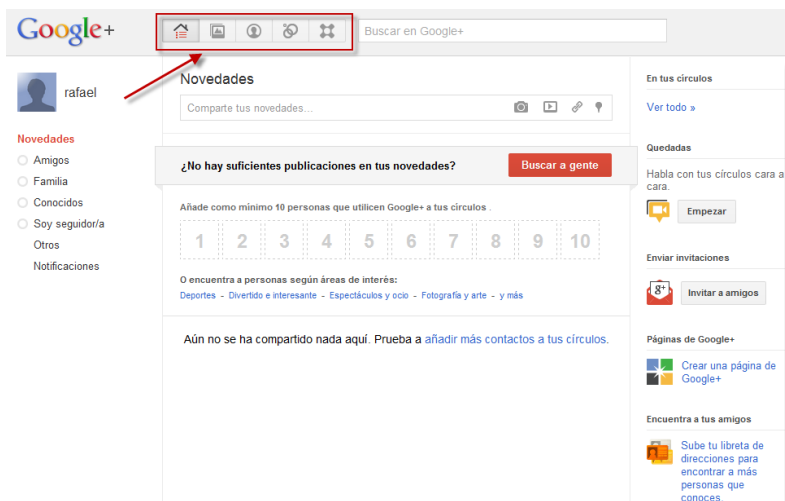 Google+
Buscar en Google+
rafael
Novedades
Amigos
Familia
Conocidos
Soy seguidor/a
Otros
Notificaciones
Novedades
Comparte tus novedades...
¿No hay suficientes publicaciones en tus novedades?
Buscar a gente
Añade como mínimo 10 personas que utilicen Google+ a tus círculos .
1 2 3 4 5 6 7 8 9 10
O encuentra a personas según áreas de interés:
Deportes - Divertido e interesante - Espectáculos y ocio - Fotografía y arte - y más
Aún no se ha compartido nada aquí. Prueba a añadir más contactos a tus círculos.
En tus círculos
Ver todo »
Quedadas
Habla con tus círculos cara a
cara.
Empezar
Enviar invitaciones
g+
Invitar a amigos
Páginas de Google+
Crear una página de
Google+
Encuentra a tus amigos
Sube tu libreta de
direcciones para
encontrar a más
personas que
conoces.